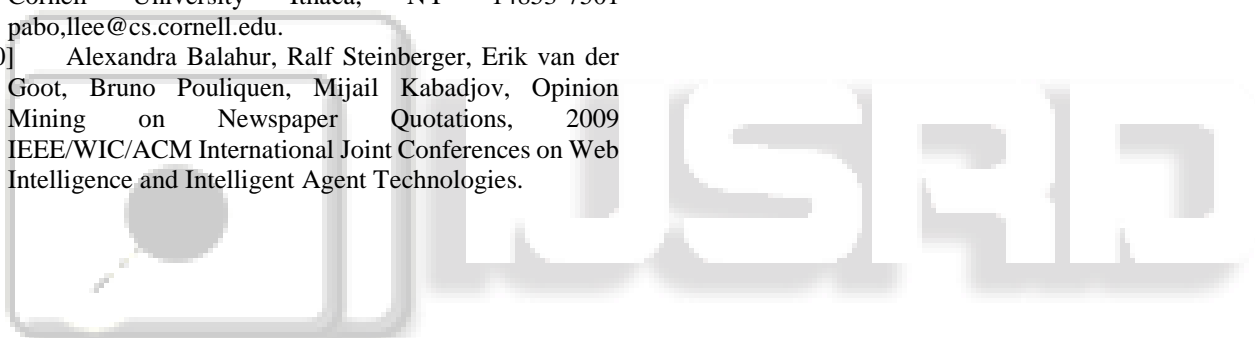 Cornell University Ithaca, NY 14853-7501
pabo,llee@cs.cornell.edu.
0] Alexandra Balahur, Ralf Steinberger, Erik van der
Goot, Bruno Pouliquen, Mijail Kabadjov, Opinion
Mining on Newspaper Quotations, 2009
IEEE/WIC/ACM International Joint Conferences on Web
Intelligence and Intelligent Agent Technologies.
IJSRD